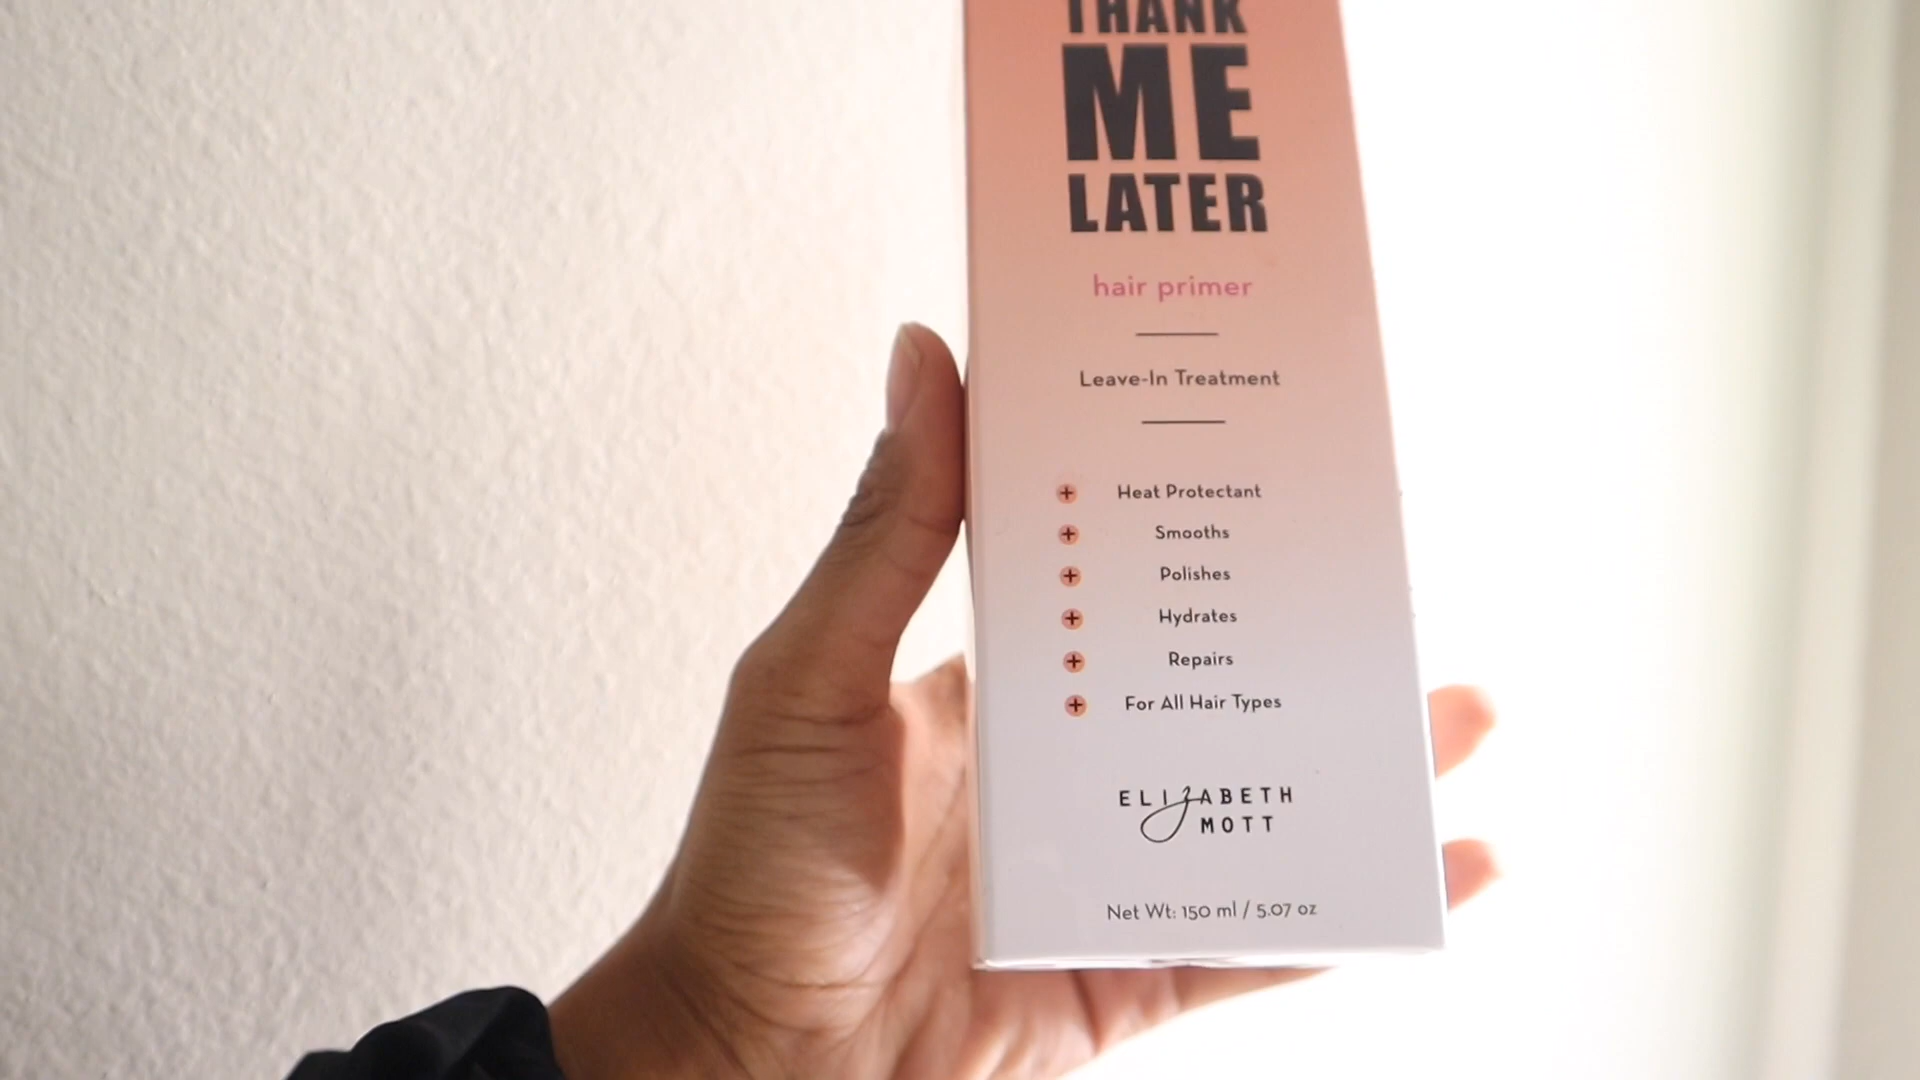 THANK
ME
LATER
hair primer
Leave-In Treatment
+ Heat Protectant
+ Smooths
+ Polishes
+ Hydrates
+ Repairs
+ For All Hair Types
ELIZABETH
MOTT
Net Wt: 150 ml / 5.07 oz